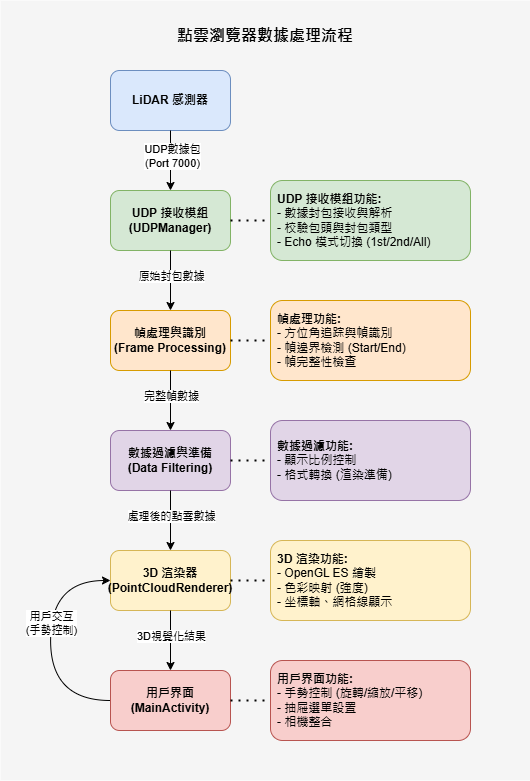 點雲瀏覽器數據處理流程
LiDAR 感測器
UDP數據包
(Port 7000)
UDP 接收模組
(UDPManager)
UDP 接收模組功能:
- 數據封包接收與解析
- 校驗包頭與封包類型
- Echo 模式切換 (1st/2nd/All)
原始封包數據
幀處理與識別
(Frame Processing)
幀處理功能:
- 方位角追踪與幀識別
- 幀邊界檢測 (Start/End)
- 幀完整性檢查
完整幀數據
數據過濾與準備
(Data Filtering)
數據過濾功能:
- 顯示比例控制
- 格式轉換 (渲染準備)
處理後的點雲數據
3D 渲染器
(PointCloudRenderer)
3D 渲染功能:
- OpenGL ES 繪製
- 色彩映射 (強度)
- 坐標軸、網格線顯示
用戶交互
(手勢控制)
3D視覺化結果
用戶界面
(MainActivity)
用戶界面功能:
- 手勢控制 (旋轉/縮放/平移)
- 抽屜選單設置
- 相機整合